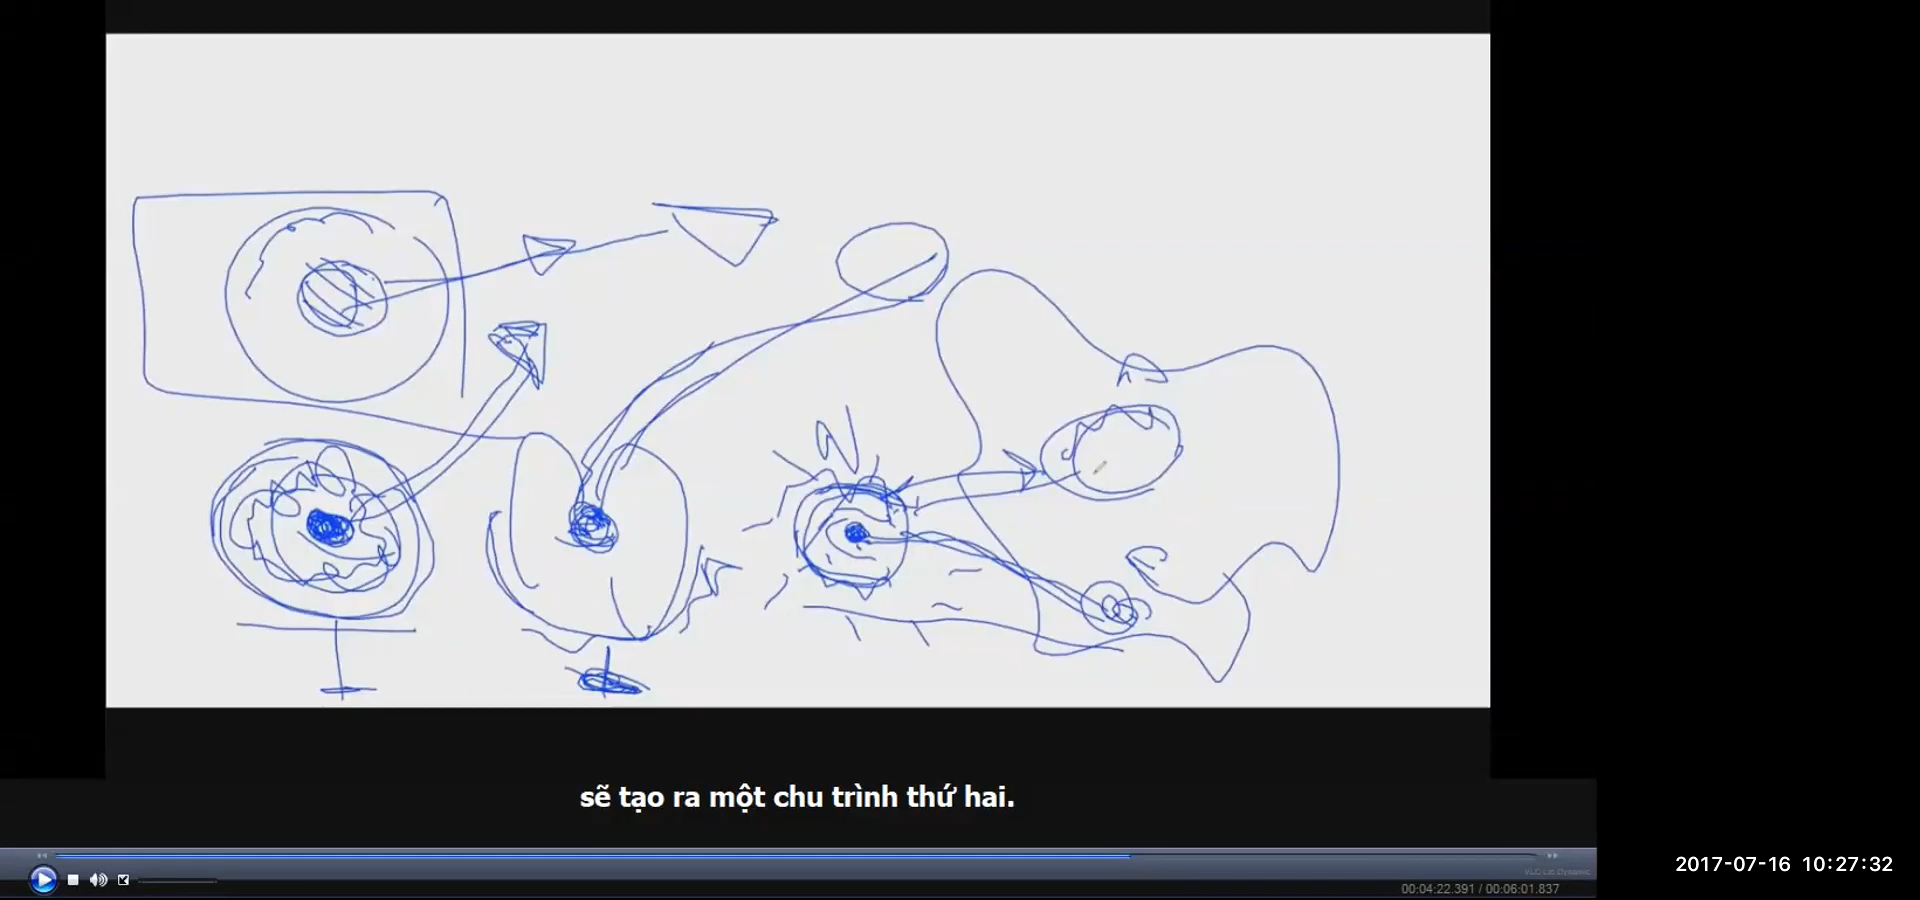 sẽ tạo ra một chu trình thứ hai.
2017-07-16 10:27:32
00:04:22.391 / 00:06:01.837